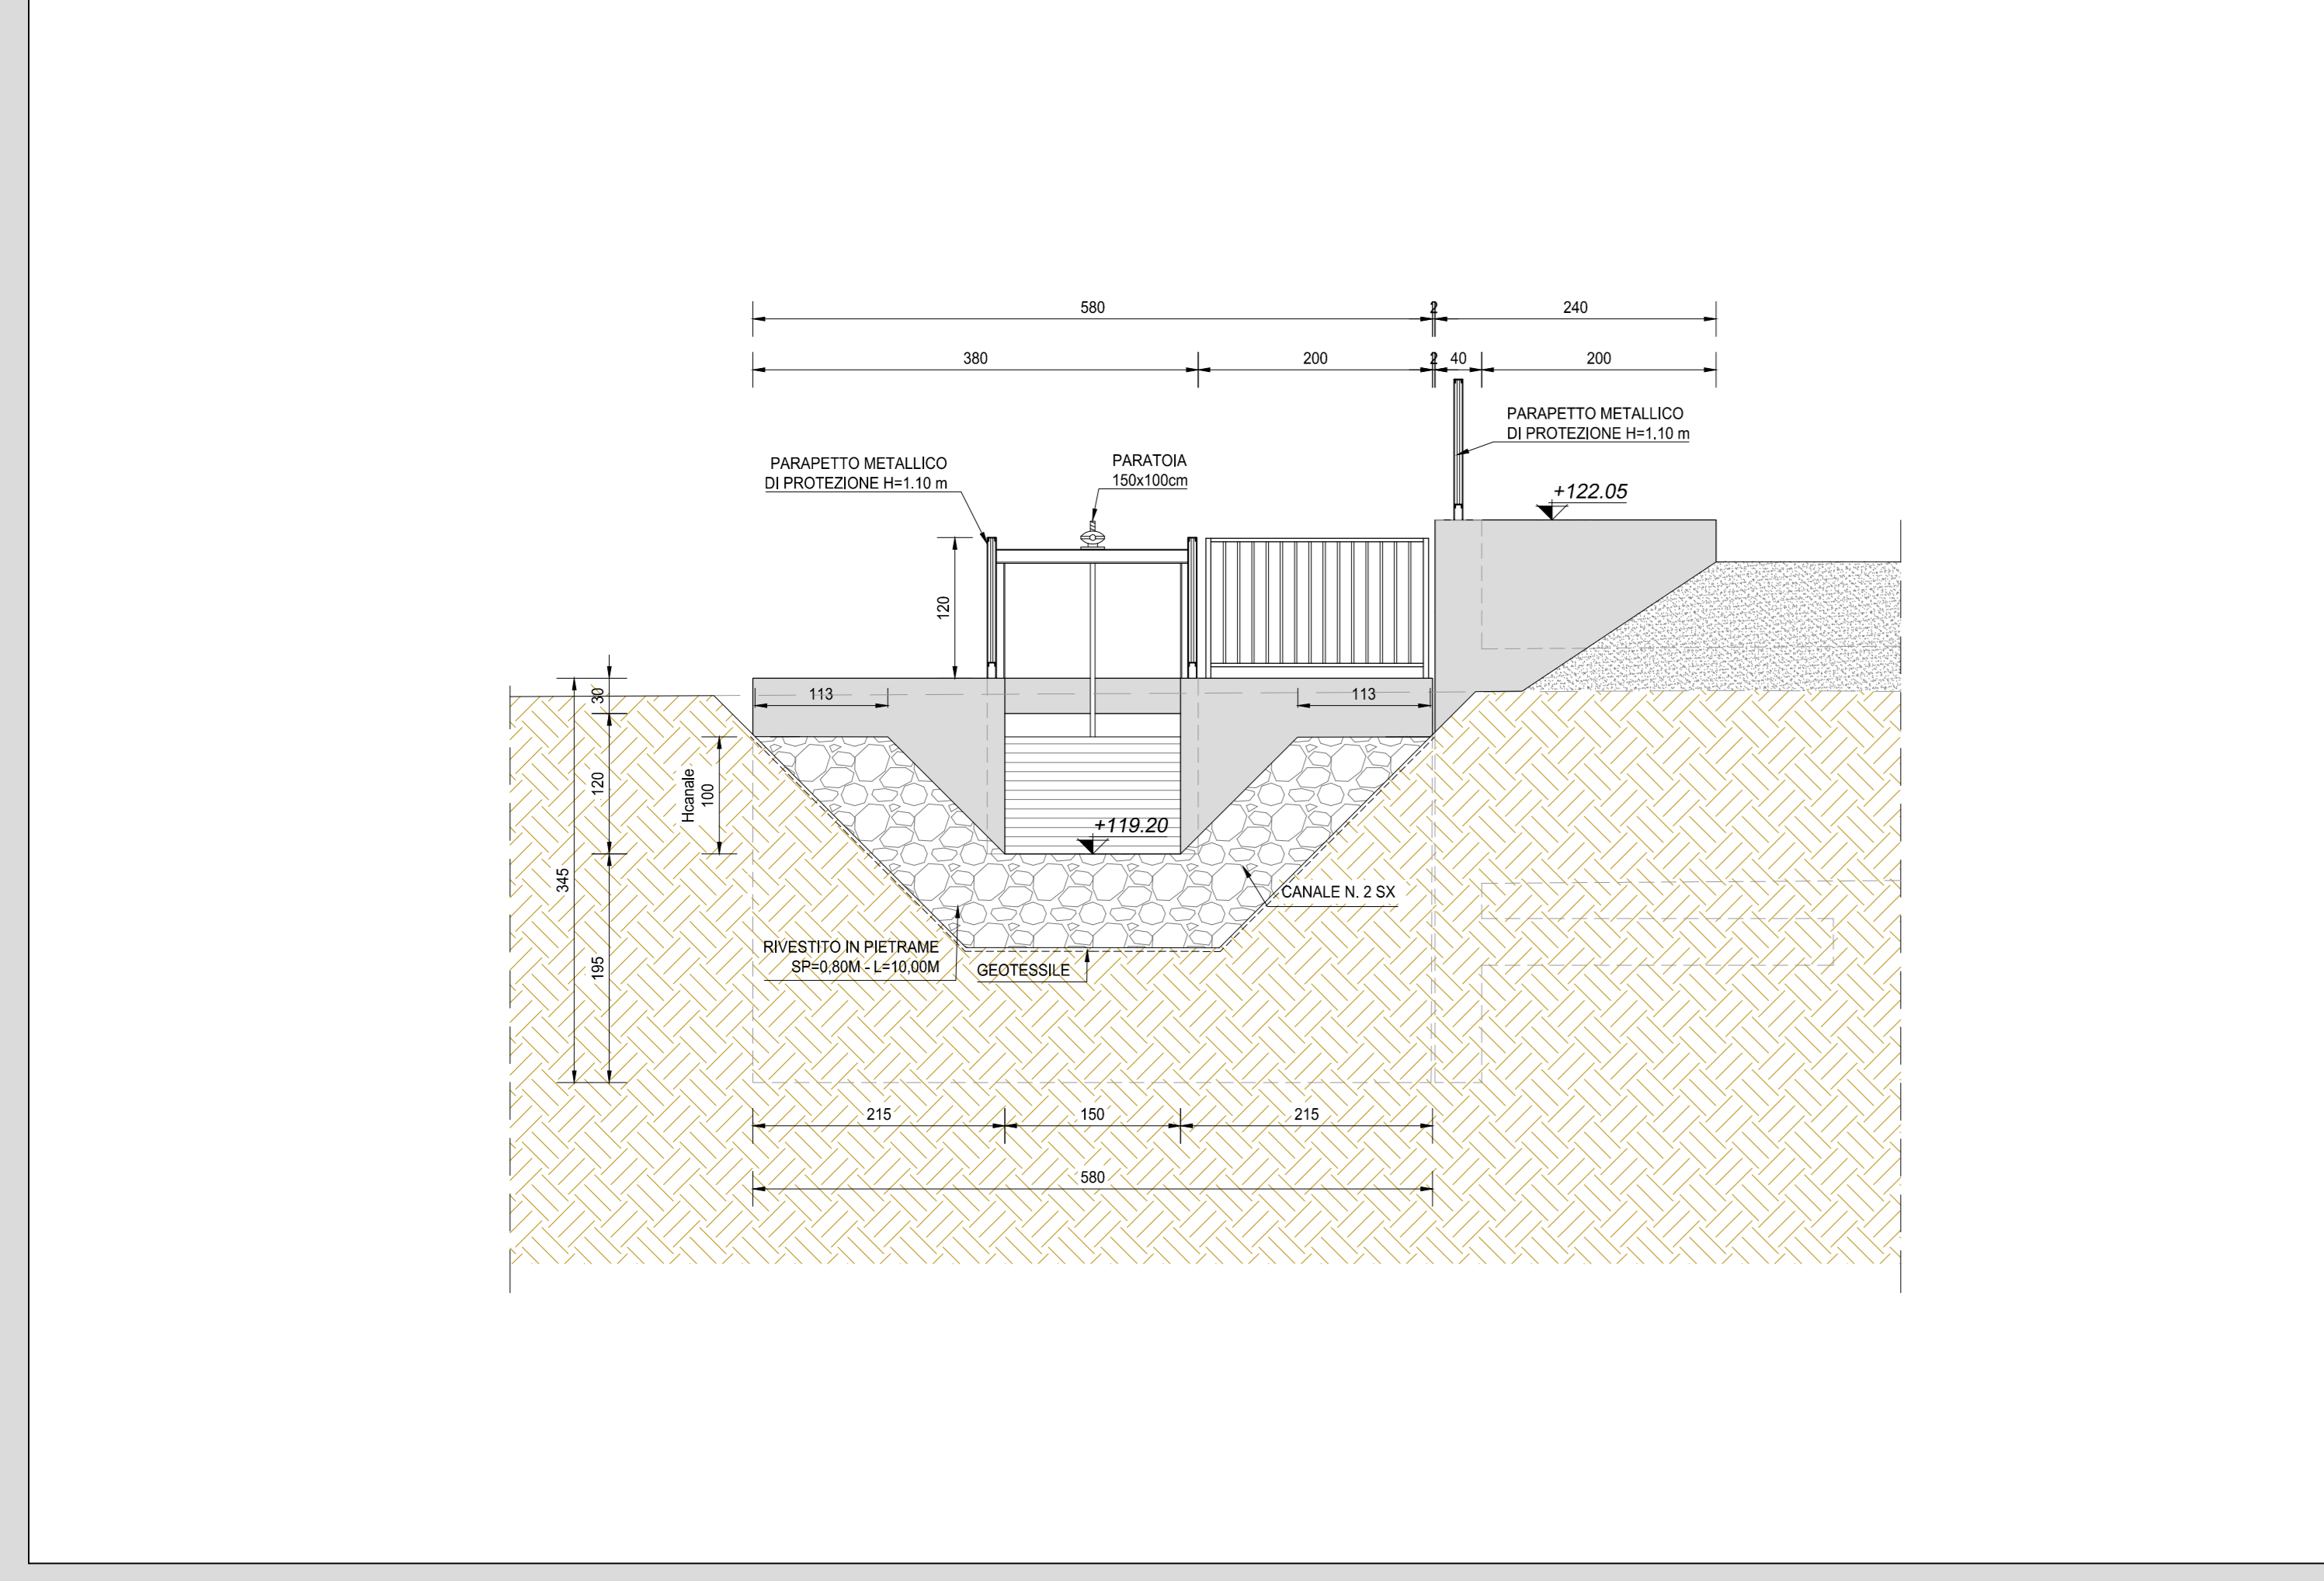 580
2
240
380
200
2
40
200
PARAPETTO METALLICO
DI PROTEZIONE H=1.10 m
PARAPETTO METALLICO
DI PROTEZIONE H=1.10 m
PARATOIA
150x100cm
+122.05
120
30
113
113
120
Hcanale
100
+119.20
345
CANALE N. 2 SX
RIVESTITO IN PIETRAME
SP=0,80M - L=10,00M
GEOTESSILE
195
215
150
215
580